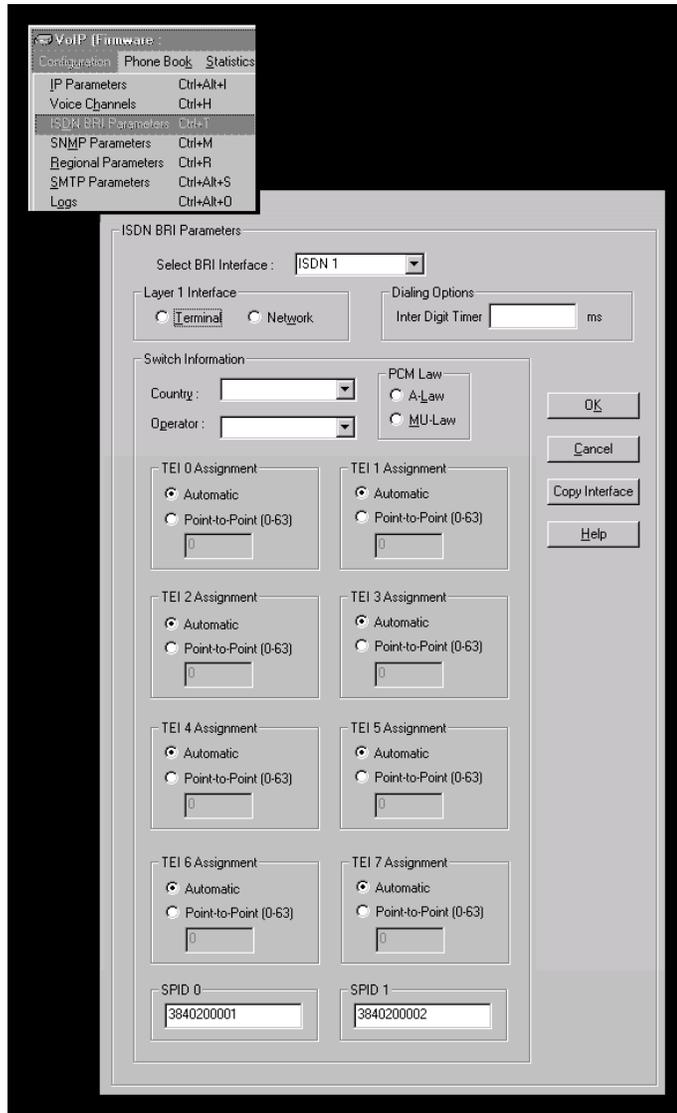 VoIP (Firmware :
Configuration Phone Book Statistics
IP Parameters Ctrl+Alt+I
Voice Channels Ctrl+H
ISDN BRI Parameters Ctrl+T
SNMP Parameters Ctrl+M
Regional Parameters Ctrl+R
SMTP Parameters Ctrl+Alt+S
Logs Ctrl+Alt+O
ISDN BRI Parameters
Select BRI Interface : ISDN 1
Layer 1 Interface
Terminal Network
Dialing Options
Inter Digit Timer ms
Switch Information
Country :
Operator :
PCM Law
A-Law
MU-Law
OK
Cancel
Copy Interface
Help
TEI 0 Assignment
Automatic
Point-to-Point (0-63)
0
TEI 1 Assignment
Automatic
Point-to-Point (0-63)
0
TEI 2 Assignment
Automatic
Point-to-Point (0-63)
0
TEI 3 Assignment
Automatic
Point-to-Point (0-63)
0
TEI 4 Assignment
Automatic
Point-to-Point (0-63)
0
TEI 5 Assignment
Automatic
Point-to-Point (0-63)
0
TEI 6 Assignment
Automatic
Point-to-Point (0-63)
0
TEI 7 Assignment
Automatic
Point-to-Point (0-63)
0
SPID 0
3840200001
SPID 1
3840200002